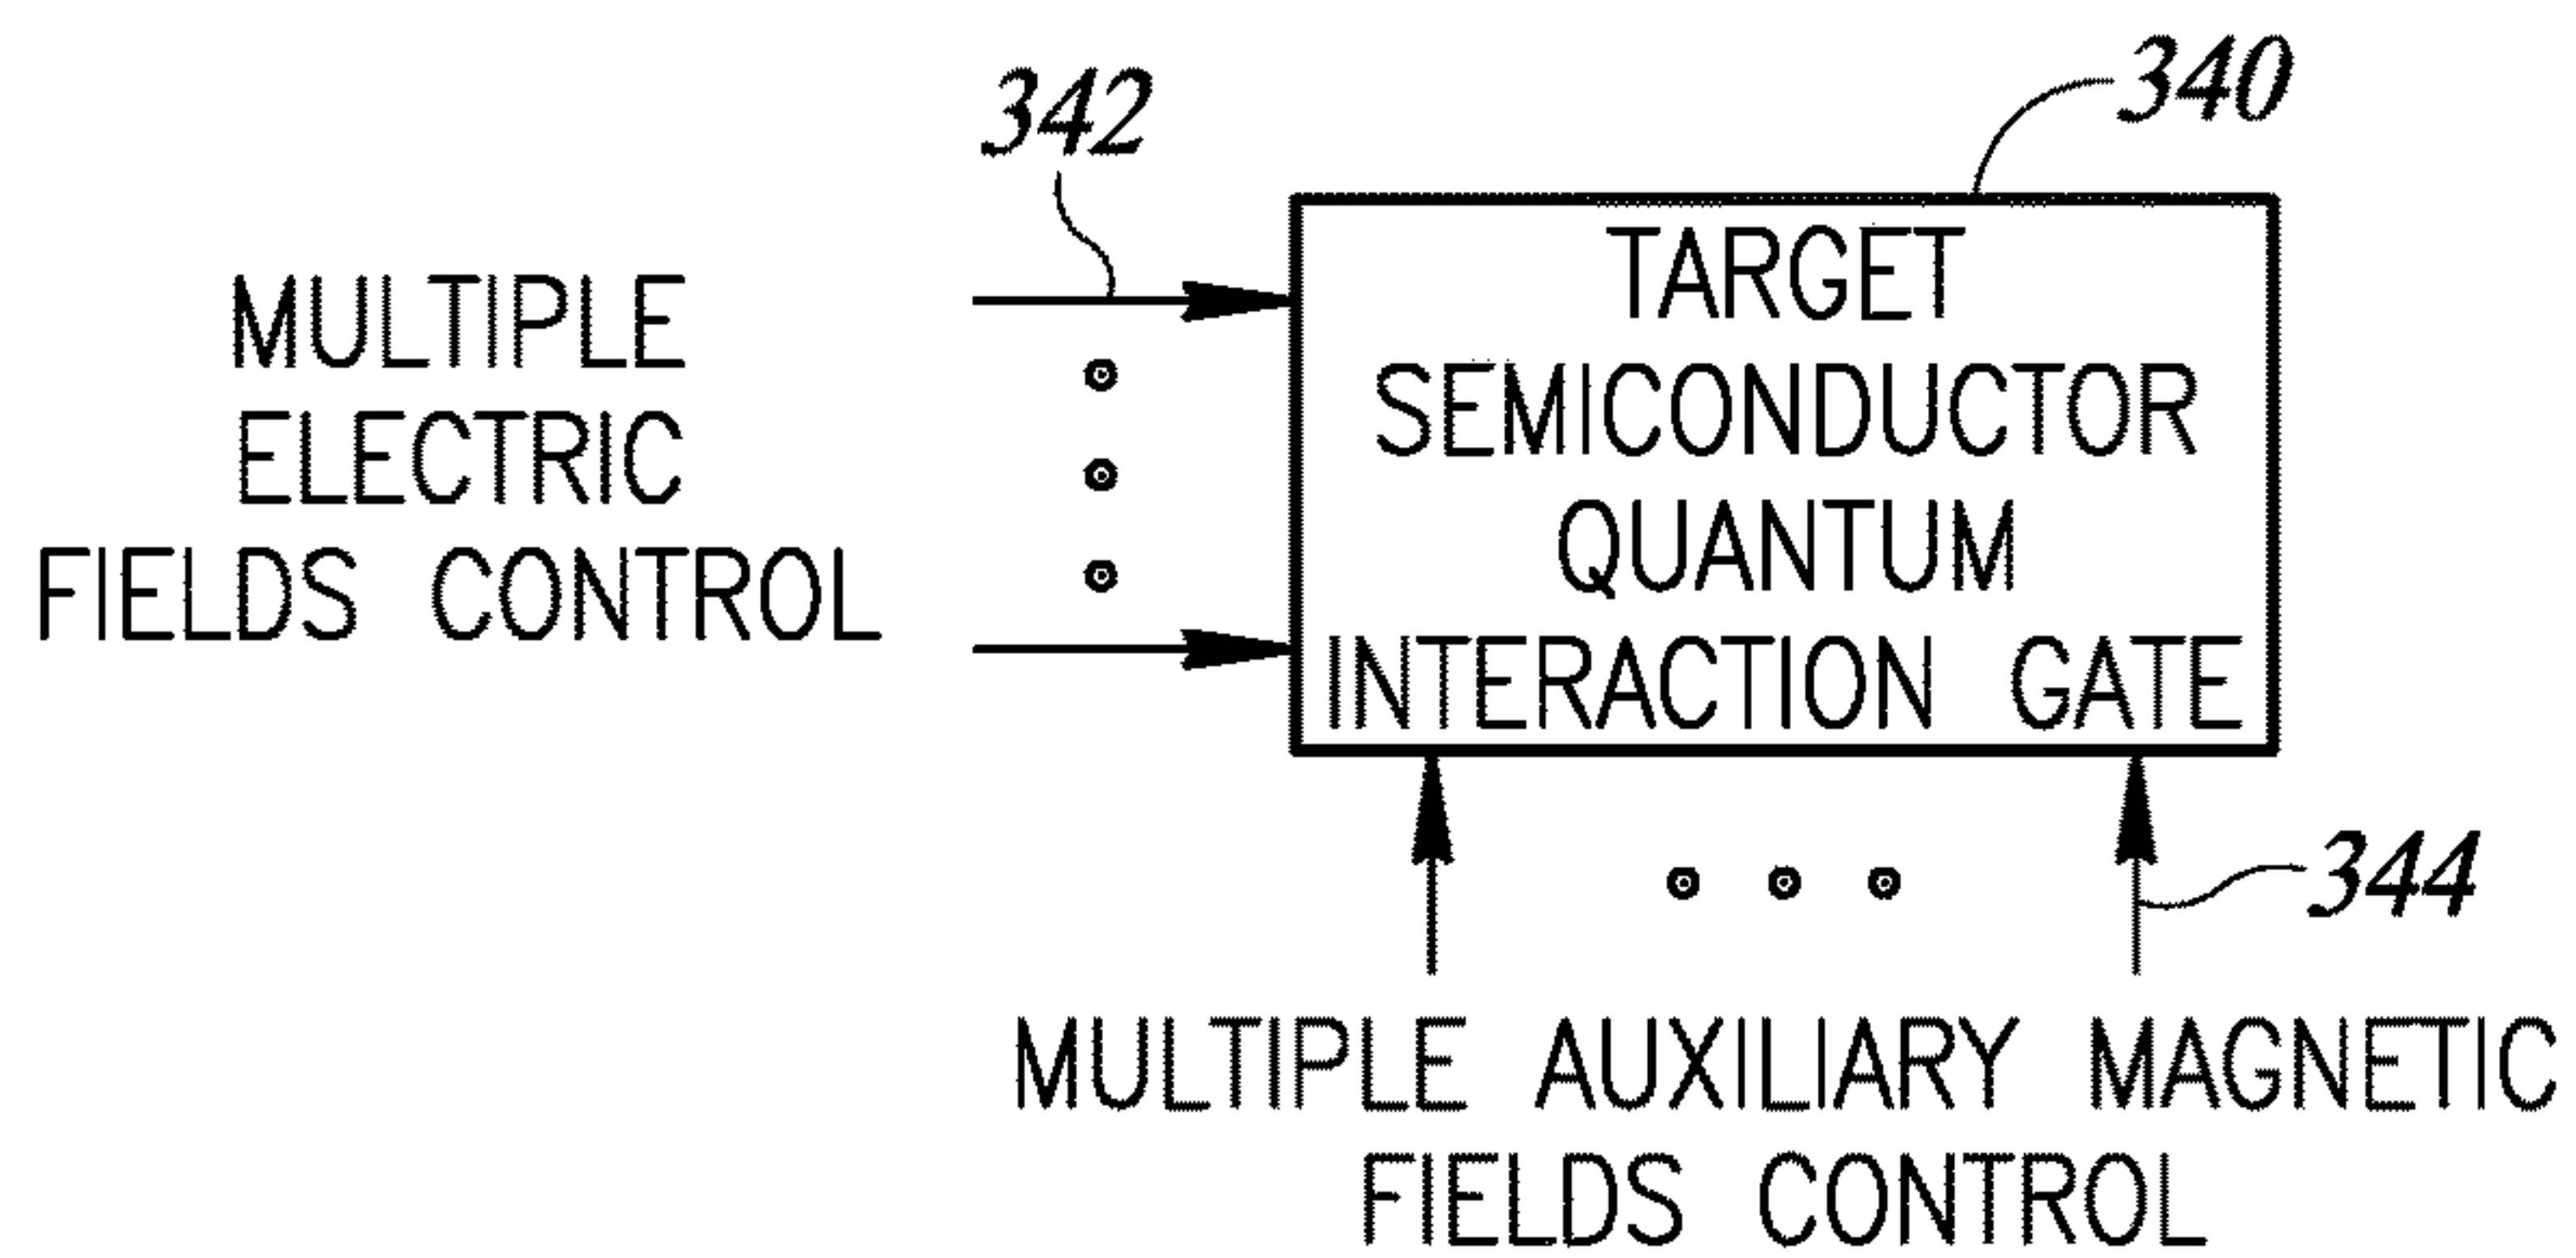 342
340
TARGET
SEMICONDUCTOR
QUANTUM
INTERACTION GATE
MULTIPLE
ELECTRIC
FIELDS CONTROL
344
MULTIPLE AUXILIARY MAGNETIC
FIELDS CONTROL